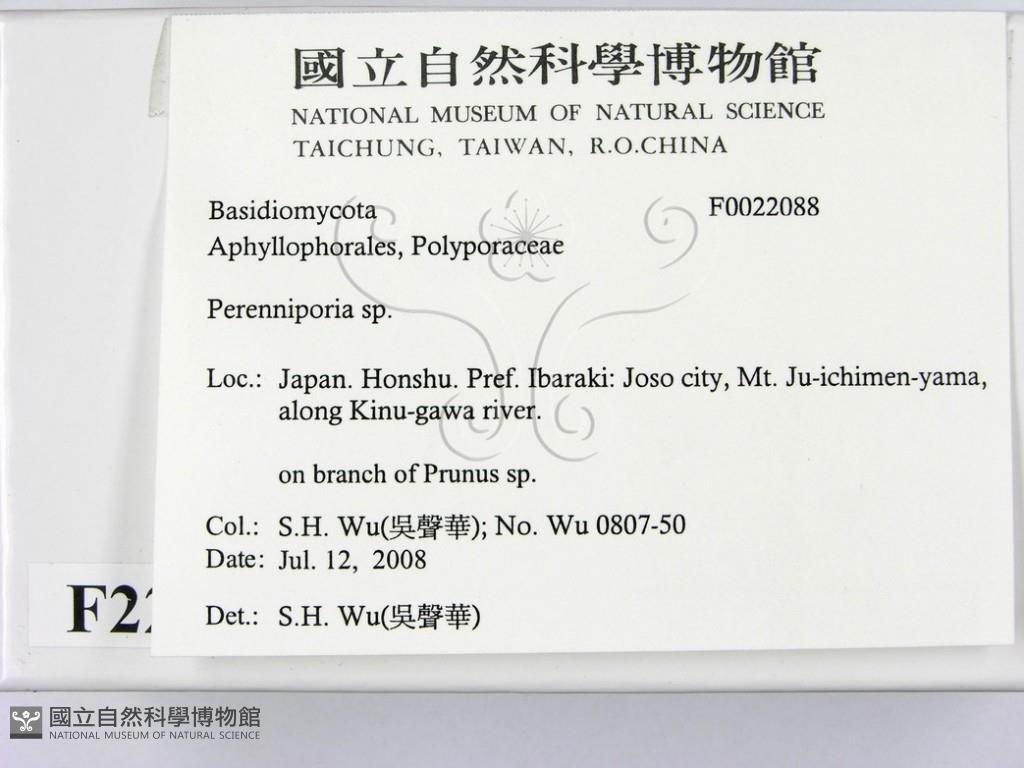 國立自然科學博物館
NATIONAL MUSEUM OF NATURAL SCIENCE
TAICHUNG, TAIWAN, R.O.CHINA
Basidiomycota F0022088
Aphyllophorales, Polyporaceae
Perenniporia sp.
Loc.: Japan. Honshu. Pref. Ibaraki: Joso city, Mt. Ju-ichimen-yama,
along Kinu-gawa river.
on branch of Prunus sp.
Col.: S.H. Wu(吳聲華); No. Wu 0807-50
Date: Jul. 12, 2008
Det.: S.H. Wu(吳聲華)
F22
國立自然科學博物館
NATIONAL MUSEUM OF NATURAL SCIENCE